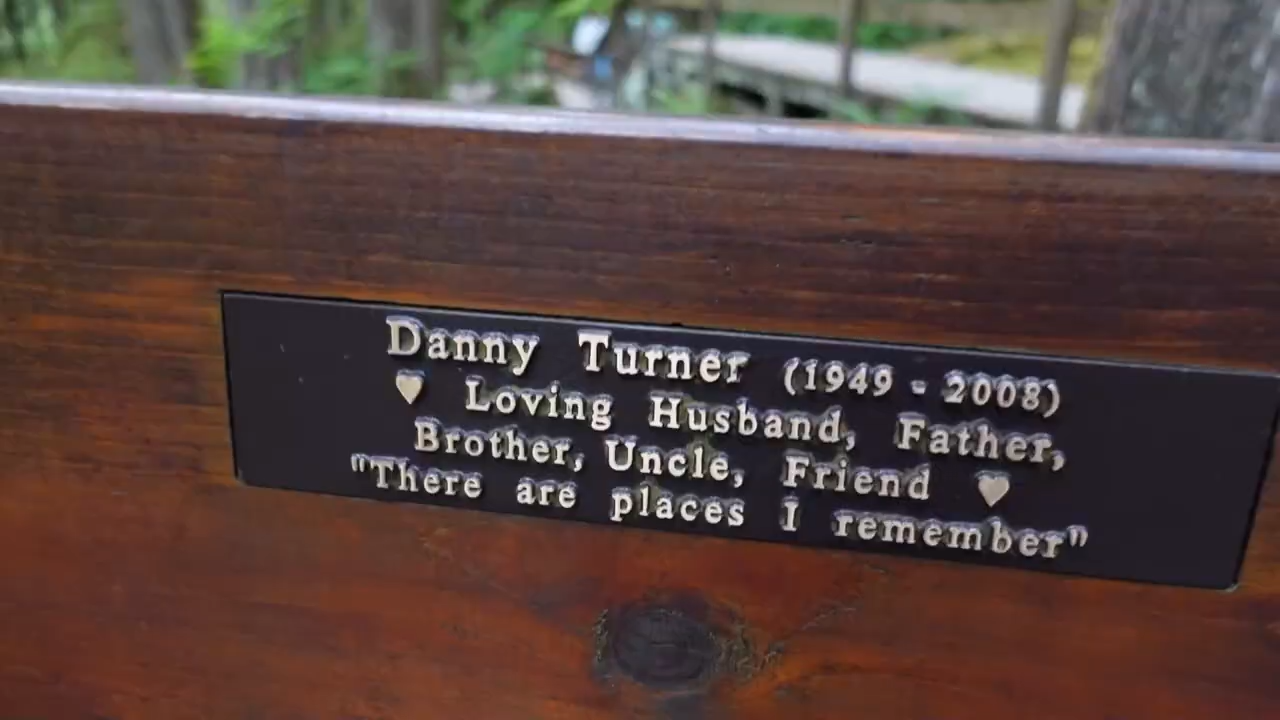 Danny Turner (1949 - 2008)
♥ Loving Husband, Father,
Brother, Uncle, Friend ♥
"There are places I remember"